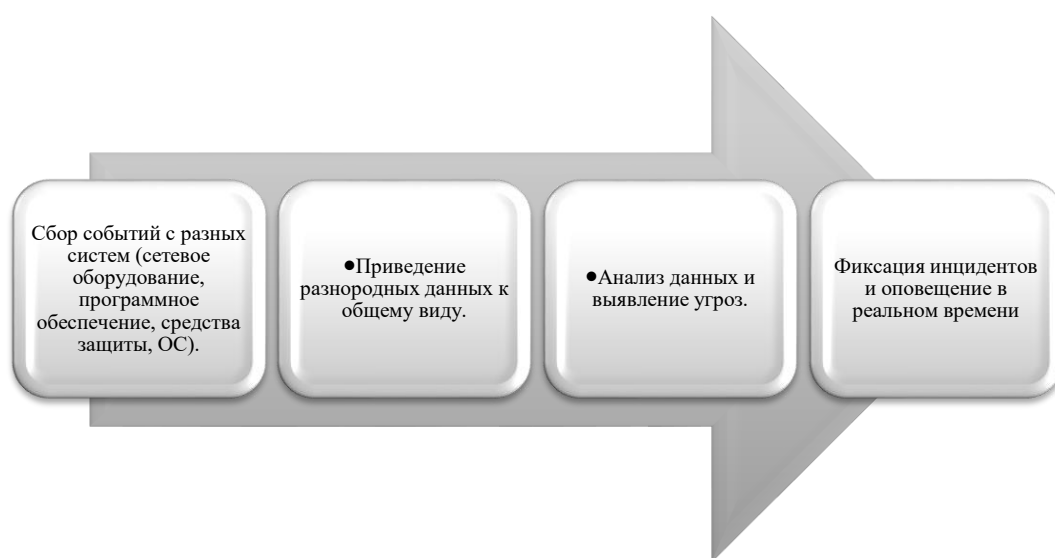 Сбор событий с разных
систем (сетевое
оборудование,
программное
обеспечение, средства
защиты, ОС).
●Приведение
разнородных данных к
общему виду.
●Анализ данных и
выявление угроз.
Фиксация инцидентов
и оповещение в
реальном времени